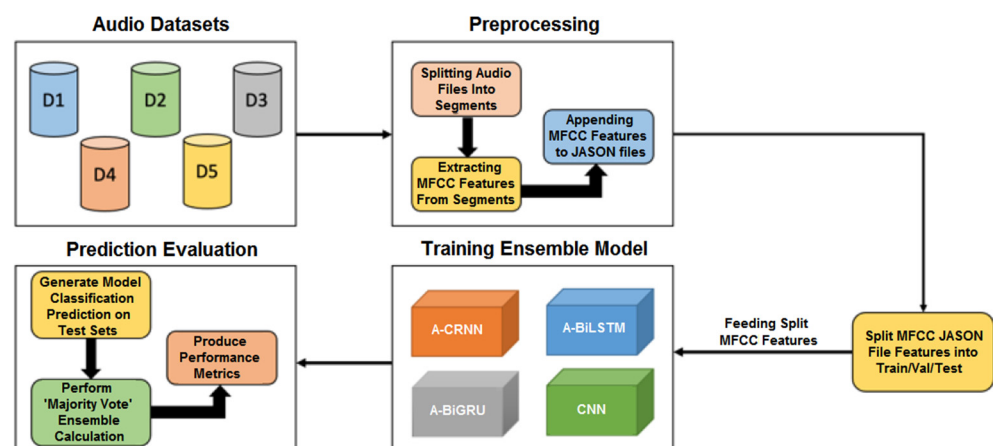 Audio Datasets
D1
D2
D3
D4
D5
Preprocessing
Splitting Audio
Files Into
Segments
Extracting
MFCC Features
From Segments
Appending
MFCC Features
to JASON files
Split MFCC JASON
File Features into
Train/Val/Test
Feeding Split
MFCC Features
Training Ensemble Model
A-CRNN
A-BiLSTM
A-BiGRU
CNN
Prediction Evaluation
Generate Model
Classification
Prediction on
Test Sets
Perform
'Majority Vote'
Ensemble
Calculation
Produce
Performance
Metrics